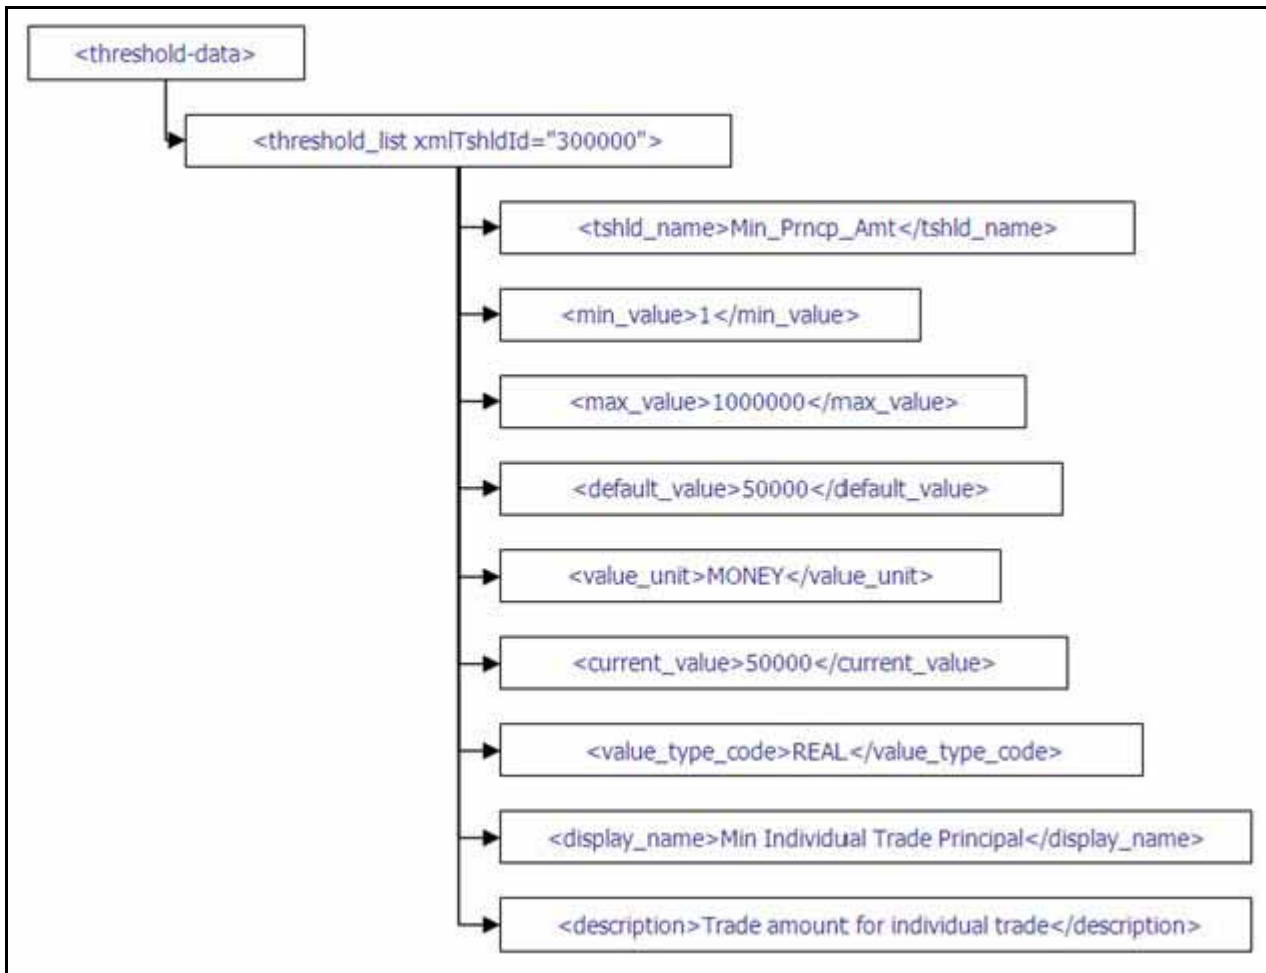 <threshold-data>
<threshold_list xmlTshldId="300000">
<tshld_name>Min_Prncp_Amt</tshld_name>
<min_value>1</min_value>
<max_value>1000000</max_value>
<default_value>50000</default_value>
<value_unit>MONEY</value_unit>
<current_value>50000</current_value>
<value_type_code>REAL</value_type_code>
<display_name>Min Individual Trade Principal</display_name>
<description>Trade amount for individual trade</description>